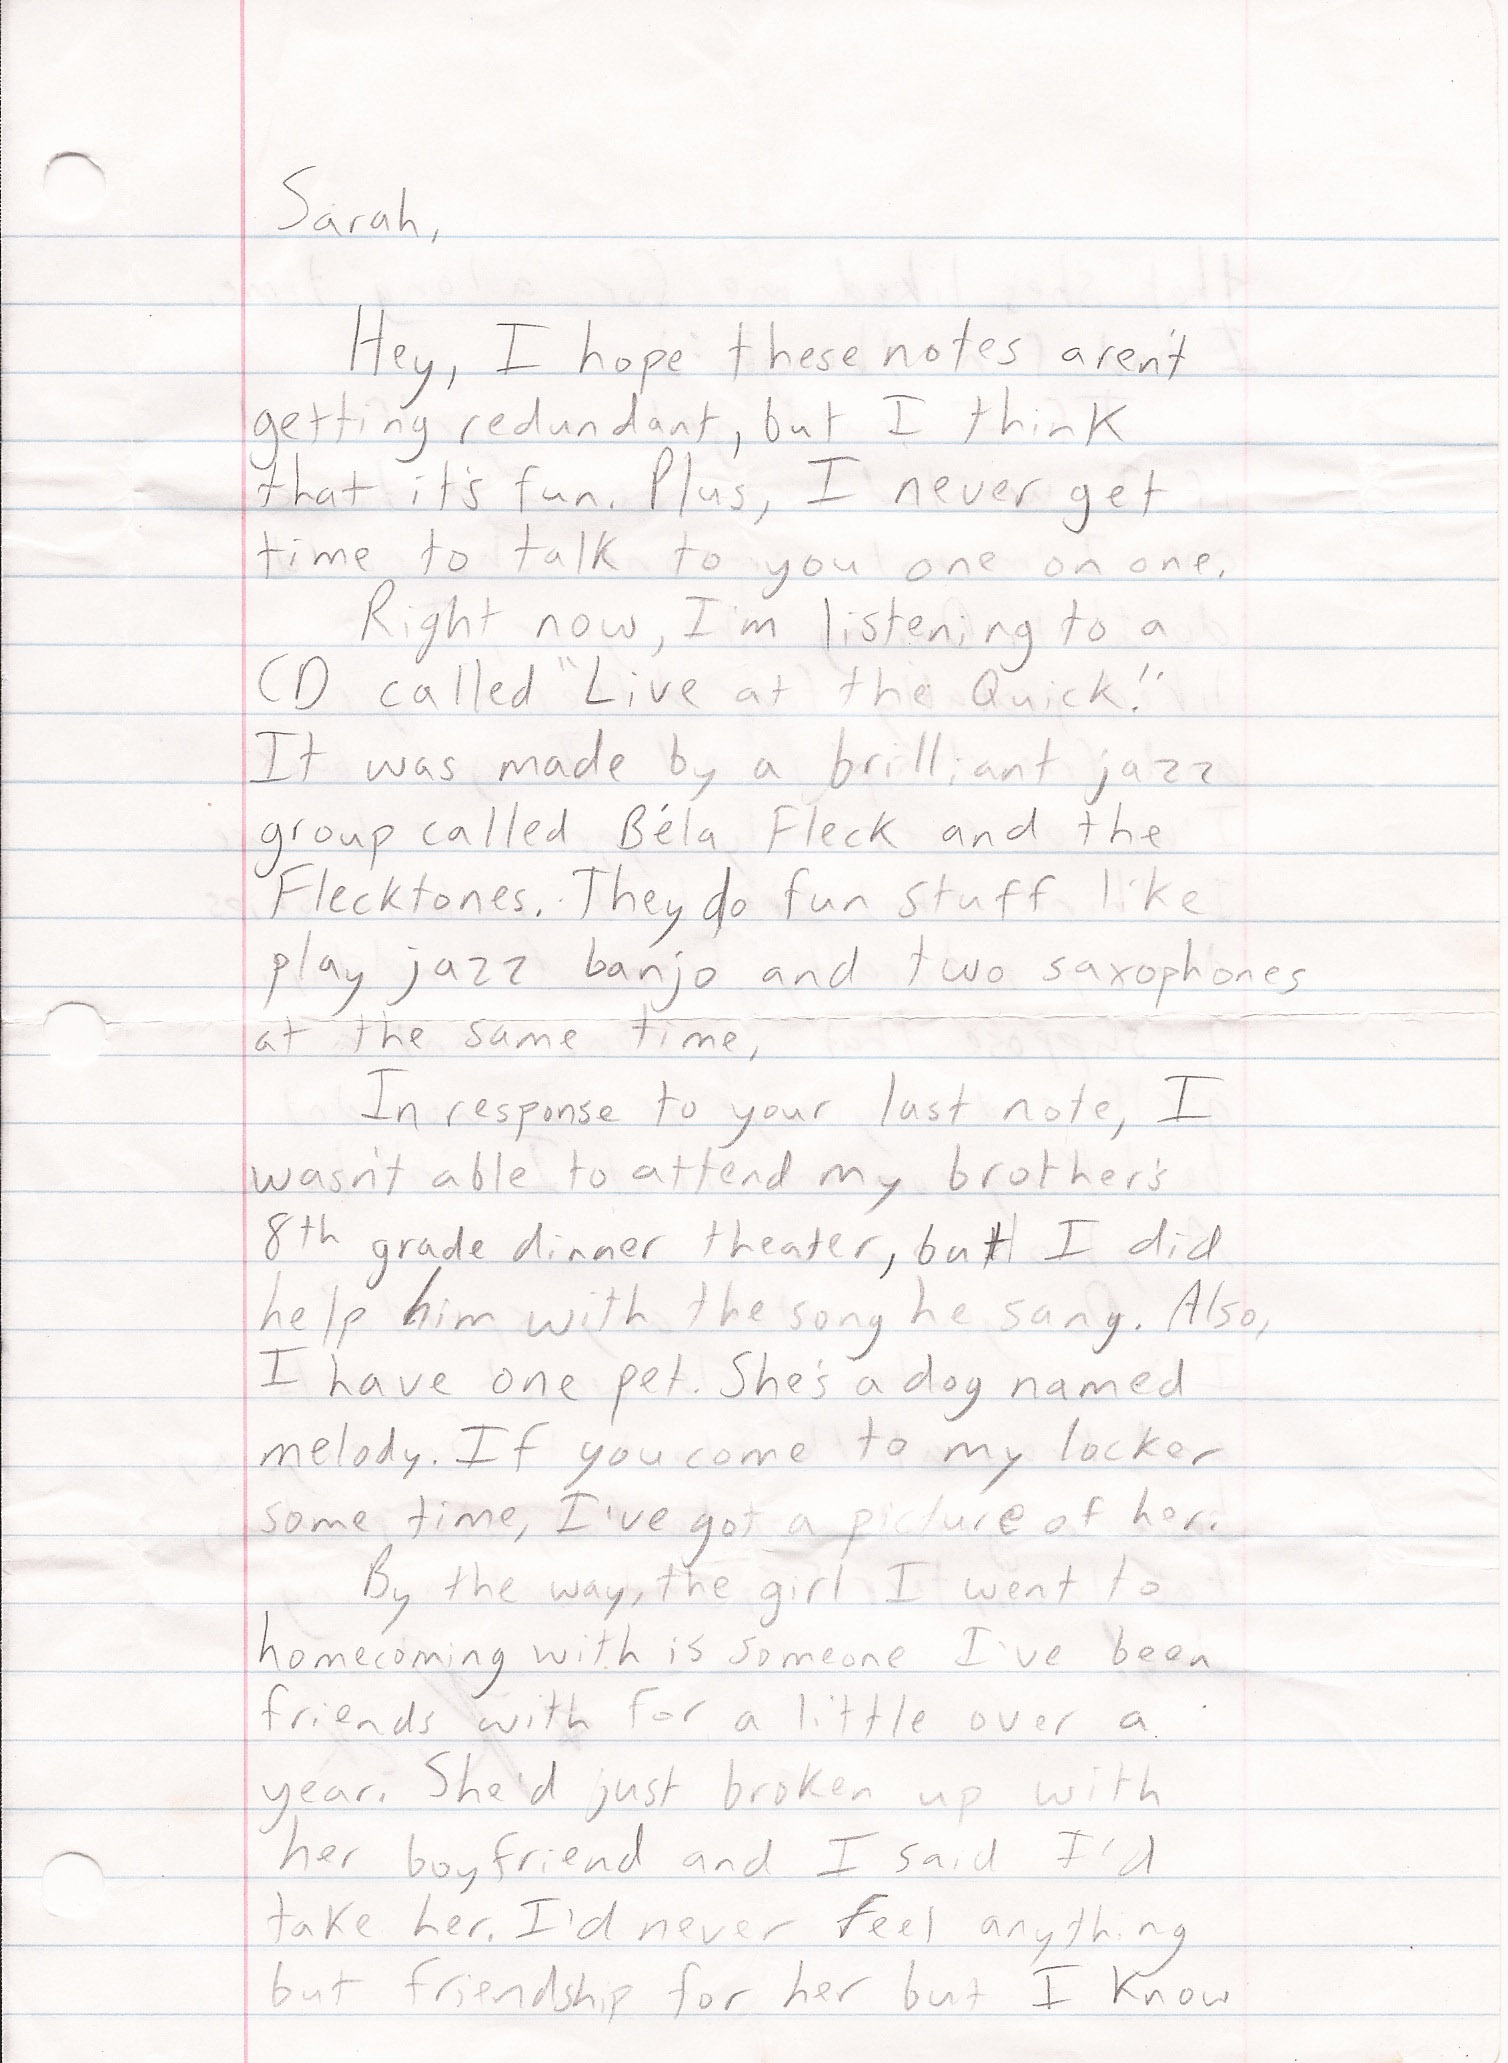 Sarah,
Hey, I hope these notes aren't
getting redundant, but I think
that it's fun. Plus, I never get
time to talk to you one on one.
Right now, I'm listening to a
CD called "Live at the Quick."
It was made by a brilliant jazz
group called Béla Fleck and the
Flecktones. They do fun stuff like
play jazz banjo and two saxophones
at the same time.
In response to your last note, I
wasn't able to attend my brother's
8th grade dinner theater, but I did
help him with the song he sang. Also,
I have one pet. She's a dog named
melody. If you come to my locker
some time, I've got a picture of her.
By the way, the girl I went to
homecoming with is someone I've been
friends with for a little over a
year. She'd just broken up with
her boyfriend and I said I'd
take her. I'd never feel anything
but friendship for her but I know